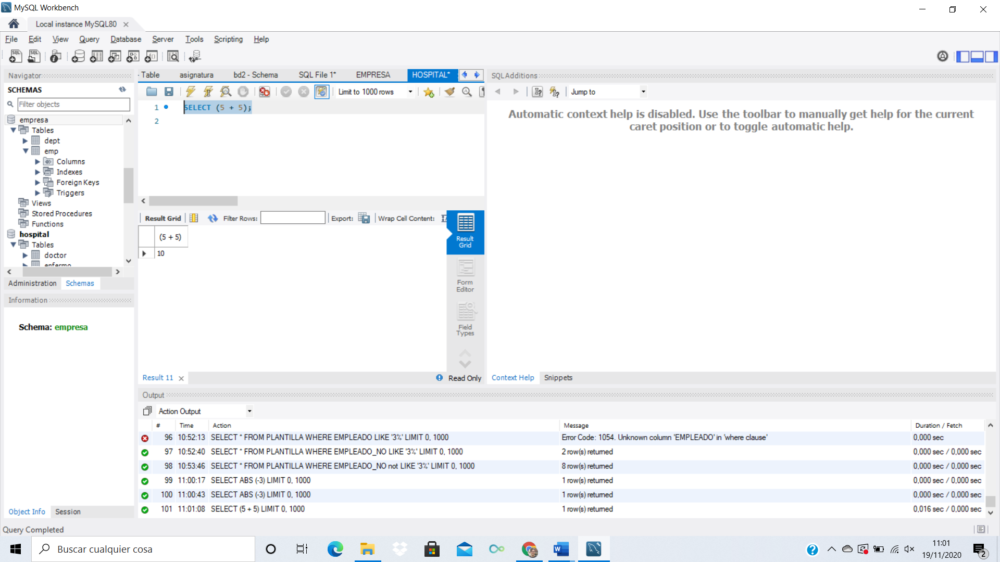 MySQL Workbench
Local instance MySQL80
File Edit View Query Database Server Tools Scripting Help
Navigator
SCHEMAS
Filter objects
empresa
Tables
dept
emp
Columns
Indexes
Foreign Keys
Triggers
Views
Stored Procedures
Functions
hospital
Tables
doctor
enfermo
Administration Schemas
Information
Schema: empresa
Object Info Session
Query Completed
- Table asignatura bd2 - Schema SQL File 1* EMPRESA HOSPITAL*
Limit to 1000 rows
1 SELECT (5 + 5);
2
Result Grid Filter Rows: Export: Wrap Cell Content:
(5 + 5)
10
Result Grid
Form Editor
Field Types
Result 11 Read Only
SQLAdditions
Jump to
Automatic context help is disabled. Use the toolbar to manually get help for the current
caret position or to toggle automatic help.
Context Help Snippets
Output
Action Output
# Time Action Message Duration / Fetch
96 10:52:13 SELECT * FROM PLANTILLA WHERE EMPLEADO LIKE '3%' LIMIT 0, 1000 Error Code: 1054. Unknown column 'EMPLEADO' in 'where clause' 0,000 sec
97 10:52:40 SELECT * FROM PLANTILLA WHERE EMPLEADO_NO LIKE '3%' LIMIT 0, 1000 2 row(s) returned 0,000 sec / 0,000 sec
98 10:53:46 SELECT * FROM PLANTILLA WHERE EMPLEADO_NO not LIKE '3%' LIMIT 0, 1000 8 row(s) returned 0,000 sec / 0,000 sec
99 11:00:17 SELECT ABS (-3) LIMIT 0, 1000 1 row(s) returned 0,000 sec / 0,000 sec
100 11:00:43 SELECT ABS (-3) LIMIT 0, 1000 1 row(s) returned 0,000 sec / 0,000 sec
101 11:01:08 SELECT (5 + 5) LIMIT 0, 1000 1 row(s) returned 0,016 sec / 0,000 sec
Buscar cualquier cosa
11:01
19/11/2020
2